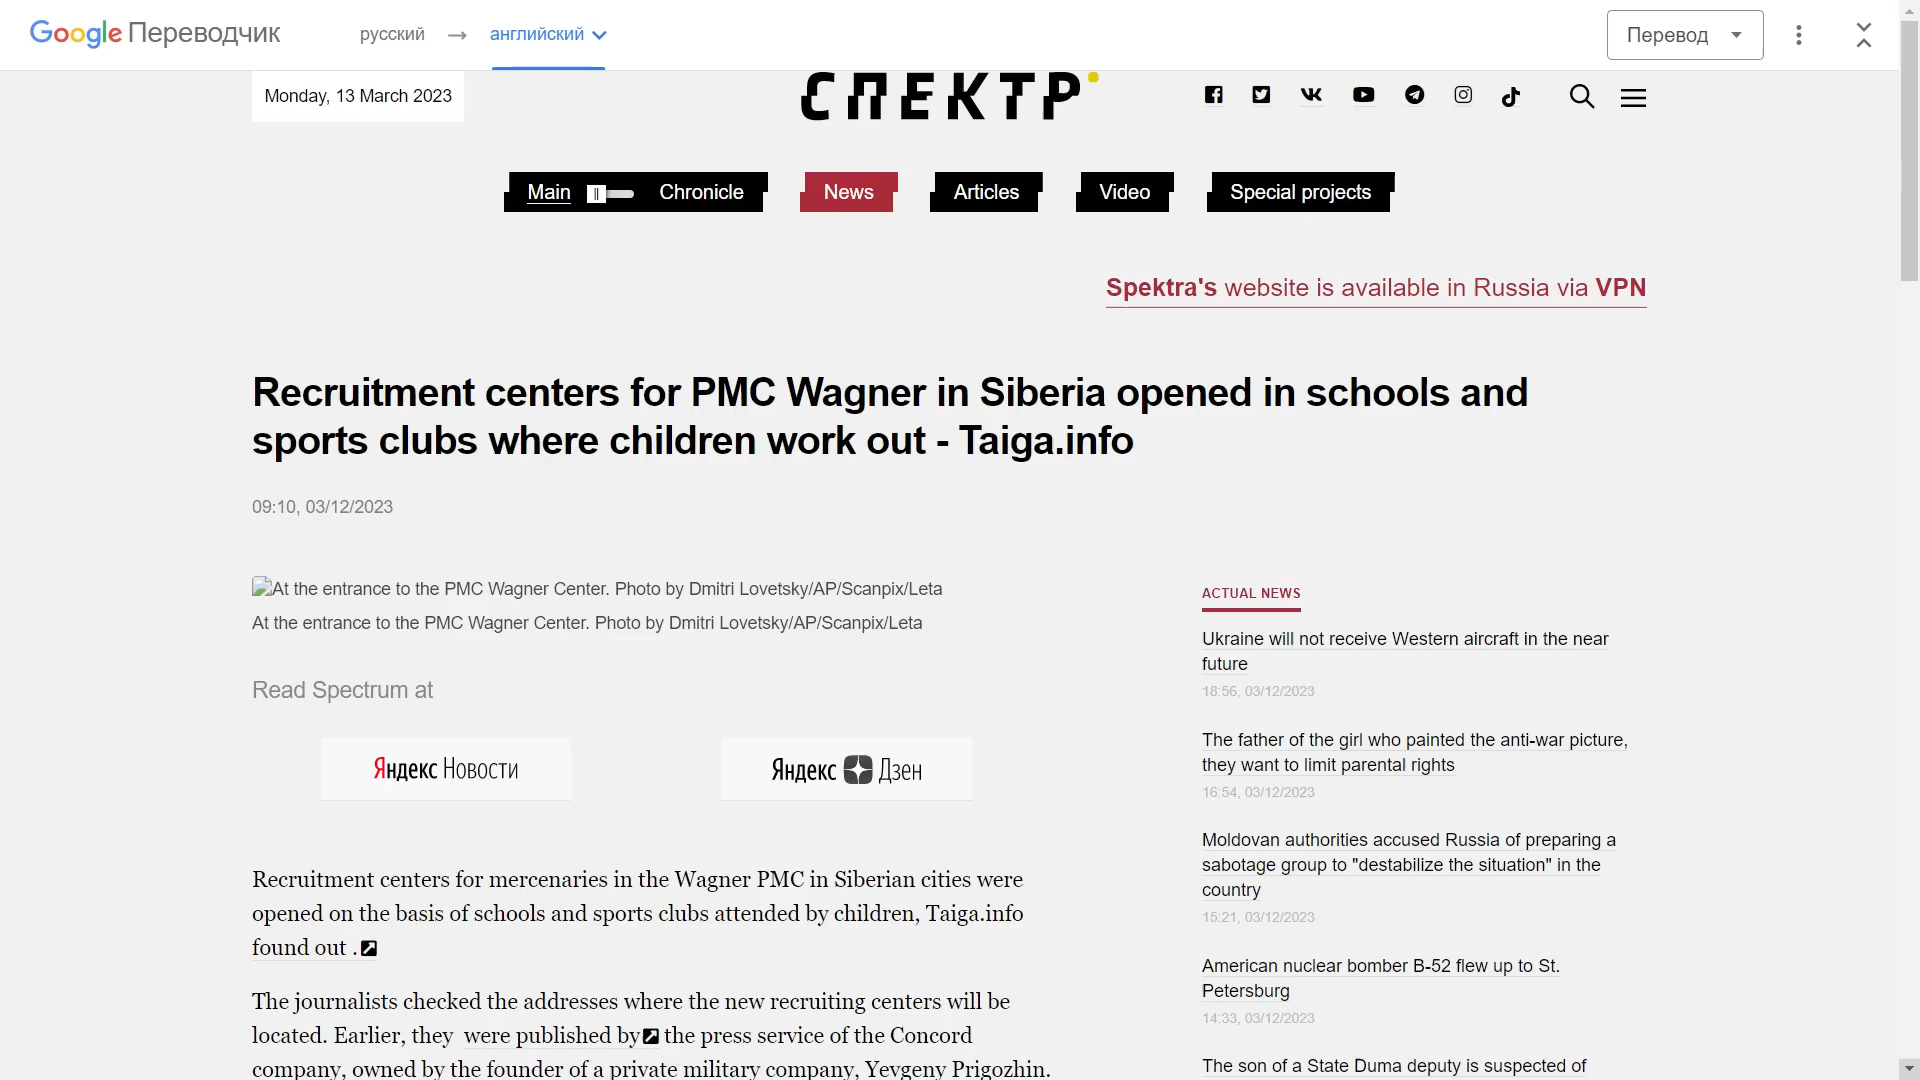 Google Переводчик
русский → английский
Перевод
Monday, 13 March 2023
СПЕКТР
Main Chronicle News Articles Video Special projects
Spektra's website is available in Russia via VPN
Recruitment centers for PMC Wagner in Siberia opened in schools and
sports clubs where children work out - Taiga.info
09:10, 03/12/2023
At the entrance to the PMC Wagner Center. Photo by Dmitri Lovetsky/AP/Scanpix/Leta
At the entrance to the PMC Wagner Center. Photo by Dmitri Lovetsky/AP/Scanpix/Leta
Read Spectrum at
Яндекс Новости
Яндекс Дзен
Recruitment centers for mercenaries in the Wagner PMC in Siberian cities were
opened on the basis of schools and sports clubs attended by children, Taiga.info
found out .
The journalists checked the addresses where the new recruiting centers will be
located. Earlier, they were published by the press service of the Concord
company, owned by the founder of a private military company, Yevgeny Prigozhin.
ACTUAL NEWS
Ukraine will not receive Western aircraft in the near
future
18:56, 03/12/2023
The father of the girl who painted the anti-war picture,
they want to limit parental rights
16:54, 03/12/2023
Moldovan authorities accused Russia of preparing a
sabotage group to "destabilize the situation" in the
country
15:21, 03/12/2023
American nuclear bomber B-52 flew up to St.
Petersburg
14:33, 03/12/2023
The son of a State Duma deputy is suspected of